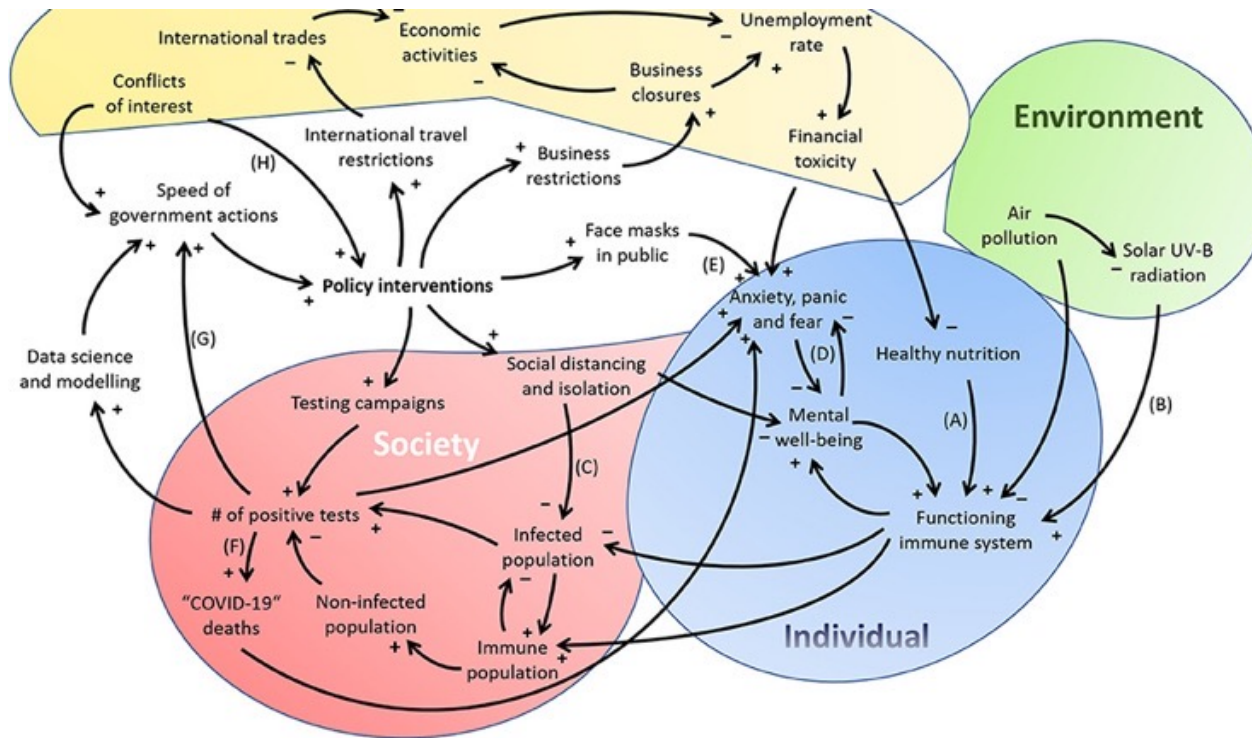 International trades
Economic
activities
Unemployment
rate
Conflicts
of interest
Business
closures
International travel
restrictions
Business
restrictions
Financial
toxicity
Environment
(H)
Speed of
government actions
Face masks
in public
(E)
Air
pollution
Solar UV-B
radiation
Policy interventions
Anxiety, panic
and fear
(G)
(D)
Data science
and modelling
Social distancing
and isolation
Healthy nutrition
Testing campaigns
Mental
well-being
(A)
(B)
Society
(C)
# of positive tests
Infected
population
Functioning
immune system
(F)
"COVID-19"
deaths
Non-infected
population
Immune
population
Individual